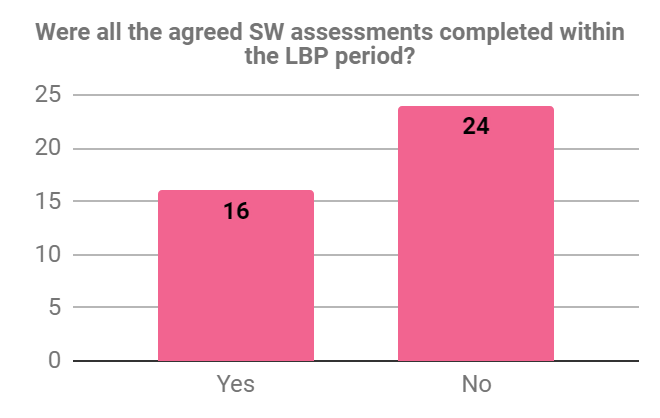 Were all the agreed SW assessments completed within
the LBP period?
25
20
15
10
5
0
16
24
Yes
No